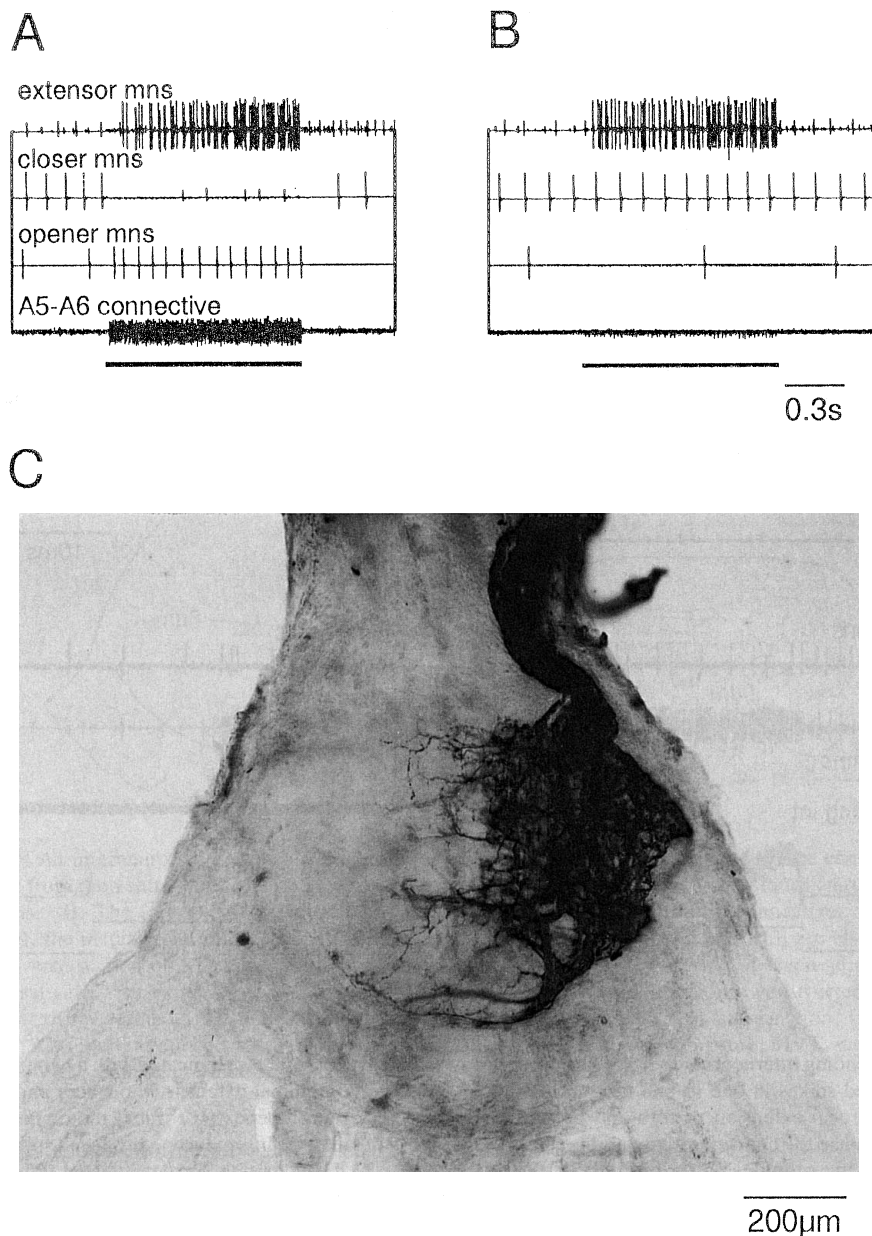 A
B
extensor mns
closer mns
opener mns
A5-A6 connective
0.3s
C
200µm